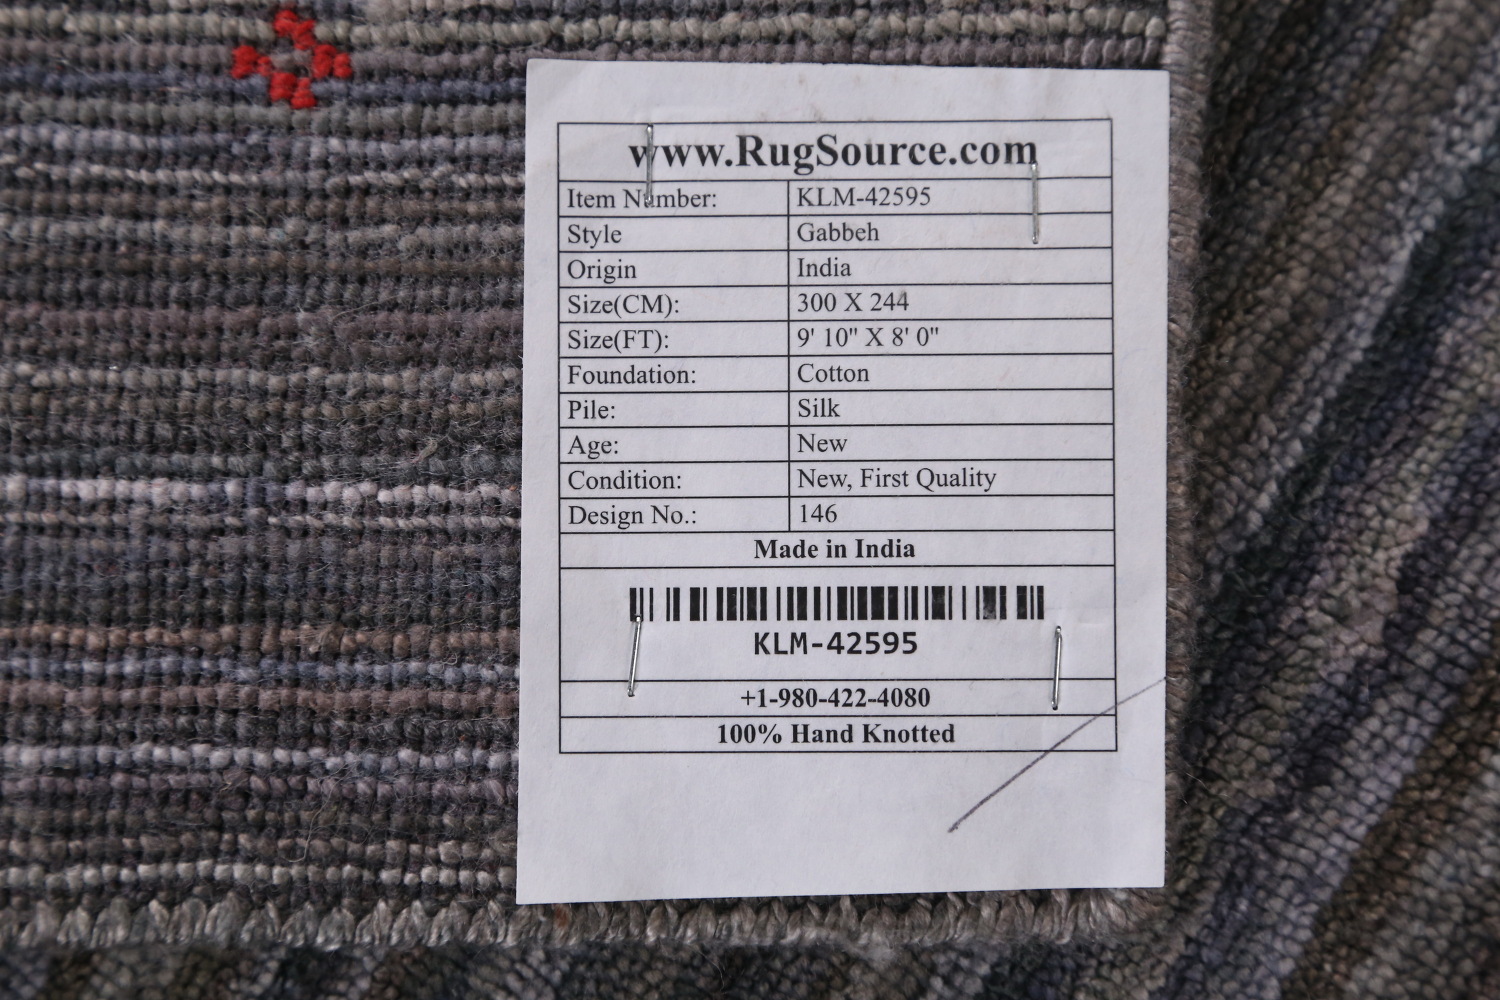 www.RugSource.com
Item Number: KLM-42595
Style Gabbeh
Origin India
Size(CM): 300 X 244
Size(FT): 9' 10" X 8' 0"
Foundation: Cotton
Pile: Silk
Age: New
Condition: New, First Quality
Design No.: 146
Made in India
KLM-42595
+1-980-422-4080
100% Hand Knotted